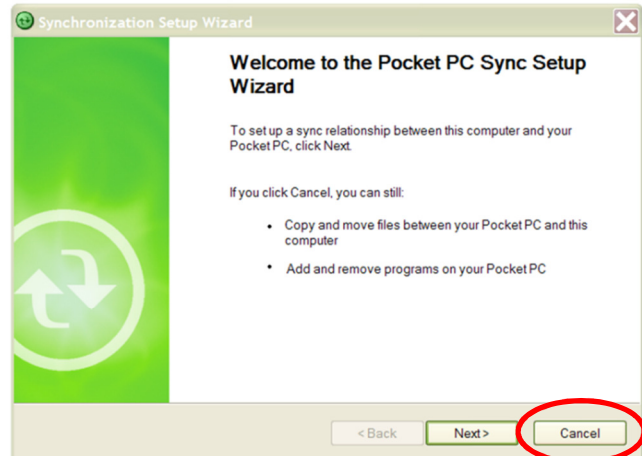 Synchronization Setup Wizard
Welcome to the Pocket PC Sync Setup
Wizard
To set up a sync relationship between this computer and your
Pocket PC, click Next.
If you click Cancel, you can still:
• Copy and move files between your Pocket PC and this
computer
• Add and remove programs on your Pocket PC
< Back Next > Cancel